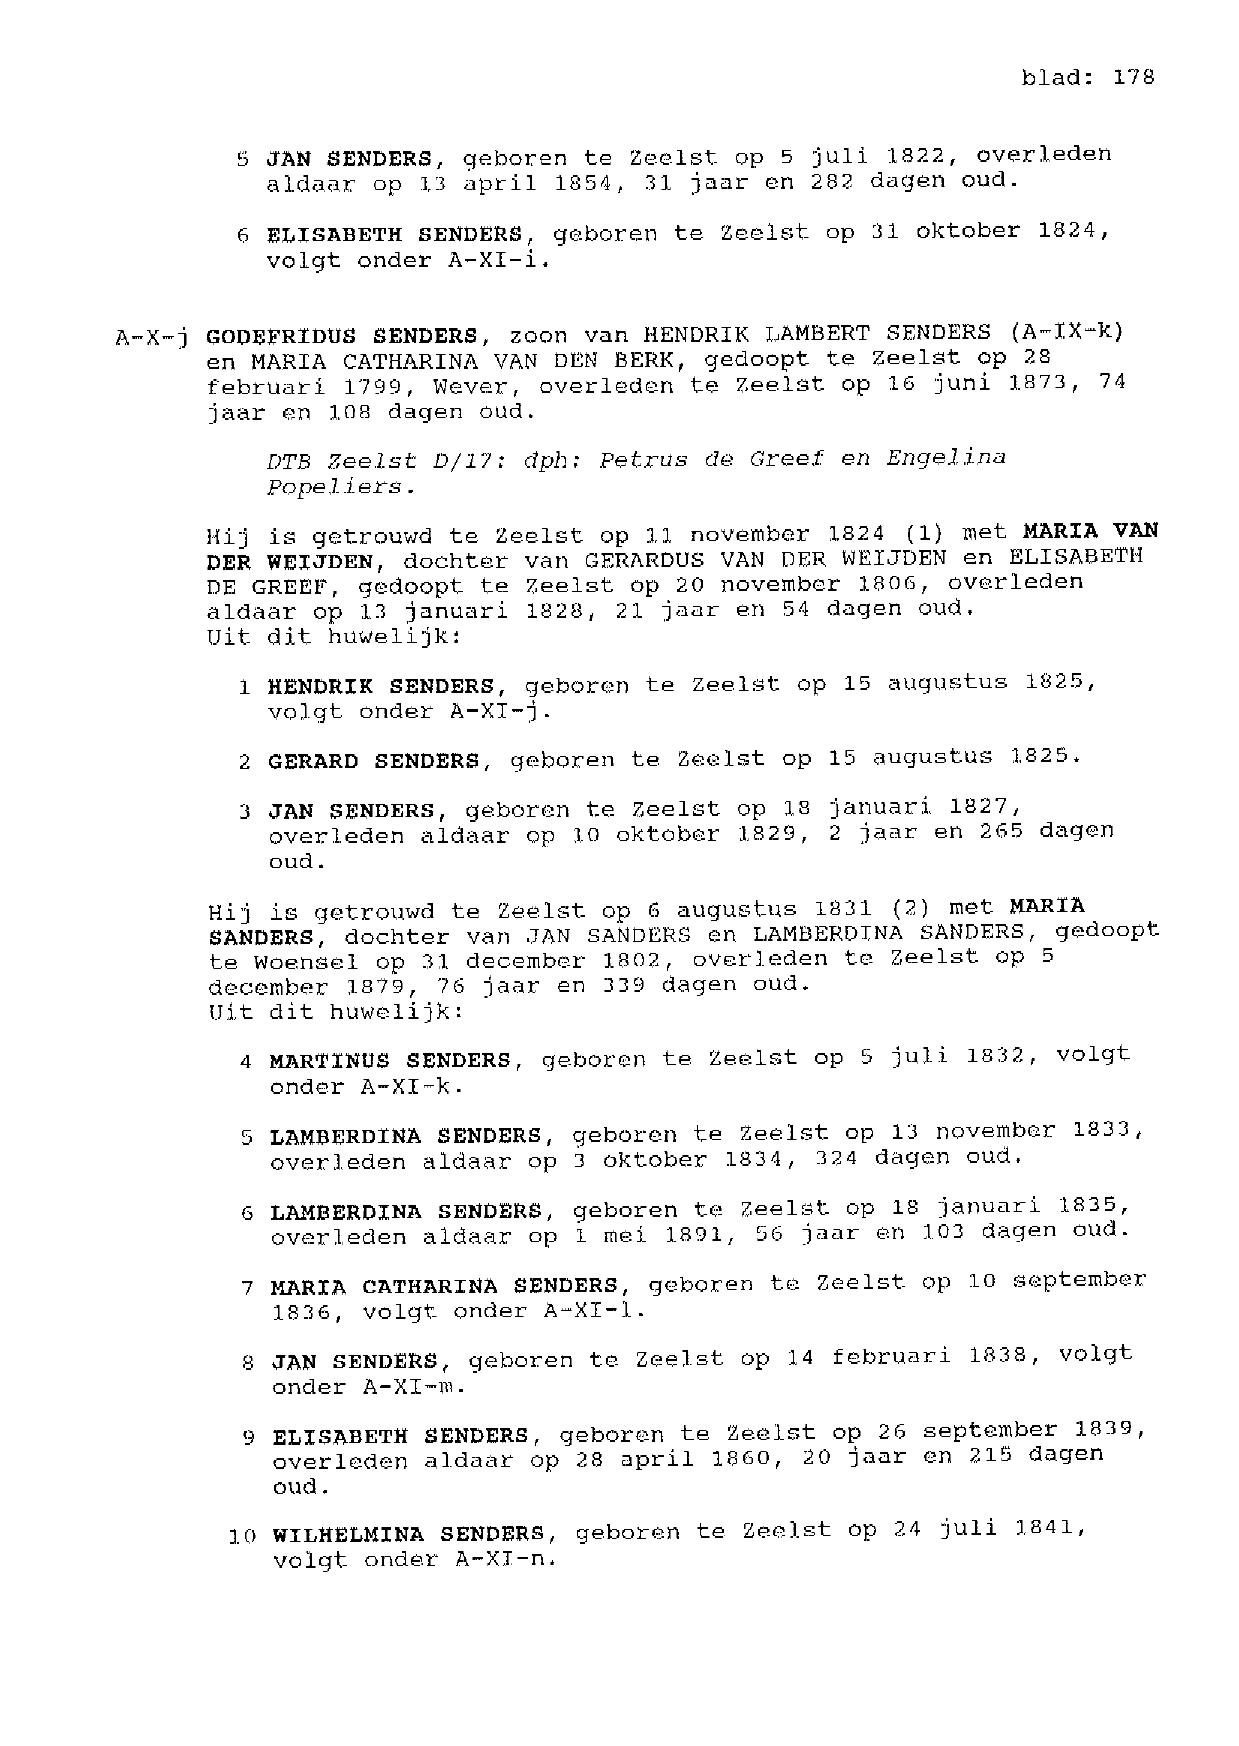 blad: 178
5 JAN SENDERS, geboren te Zeelst op 5 juli 1822, overleden
aldaar op 13 april 1854, 31 jaar en 282 dagen oud.
6 ELISABETH SENDERS, geboren te Zeelst op 31 oktober 1824,
volgt onder A-XI-i.
A-X-j GODEFRIDUS SENDERS, zoon van HENDRIK LAMBERT SENDERS (A-IX-k)
en MARIA CATHARINA VAN DEN BERK, gedoopt te Zeelst op 28
februari 1799, Wever, overleden te Zeelst op 16 juni 1873, 74
jaar en 108 dagen oud.
DTB Zeelst D/17: dph: Petrus de Greef en Engelina
Popeliers.
Hij is getrouwd te Zeelst op 11 november 1824 (1) met MARIA VAN
DER WEIJDEN, dochter van GERARDUS VAN DER WEIJDEN en ELISABETH
DE GREEF, gedoopt te Zeelst op 20 november 1806, overleden
aldaar op 13 januari 1828, 21 jaar en 54 dagen oud.
Uit dit huwelijk:
1 HENDRIK SENDERS, geboren te Zeelst op 15 augustus 1825,
volgt onder A-XI-j.
2 GERARD SENDERS, geboren te Zeelst op 15 augustus 1825.
3 JAN SENDERS, geboren te Zeelst op 18 januari 1827,
overleden aldaar op 10 oktober 1829, 2 jaar en 265 dagen
oud.
Hij is getrouwd te Zeelst op 6 augustus 1831 (2) met MARIA
SANDERS, dochter van JAN SANDERS en LAMBERDINA SANDERS, gedoopt
te Woensel op 31 december 1802, overleden te Zeelst op 5
december 1879, 76 jaar en 339 dagen oud.
Uit dit huwelijk:
4 MARTINUS SENDERS, geboren te Zeelst op 5 juli 1832, volgt
onder A-XI-k.
5 LAMBERDINA SENDERS, geboren te Zeelst op 13 november 1833,
overleden aldaar op 3 oktober 1834, 324 dagen oud.
6 LAMBERDINA SENDERS, geboren te Zeelst op 18 januari 1835,
overleden aldaar op 1 mei 1891, 56 jaar en 103 dagen oud.
7 MARIA CATHARINA SENDERS, geboren te Zeelst op 10 september
1836, volgt onder A-XI-l.
8 JAN SENDERS, geboren te Zeelst op 14 februari 1838, volgt
onder A-XI-m.
9 ELISABETH SENDERS, geboren te Zeelst op 26 september 1839,
overleden aldaar op 28 april 1860, 20 jaar en 215 dagen
oud.
10 WILHELMINA SENDERS, geboren te Zeelst op 24 juli 1841,
volgt onder A-XI-n.